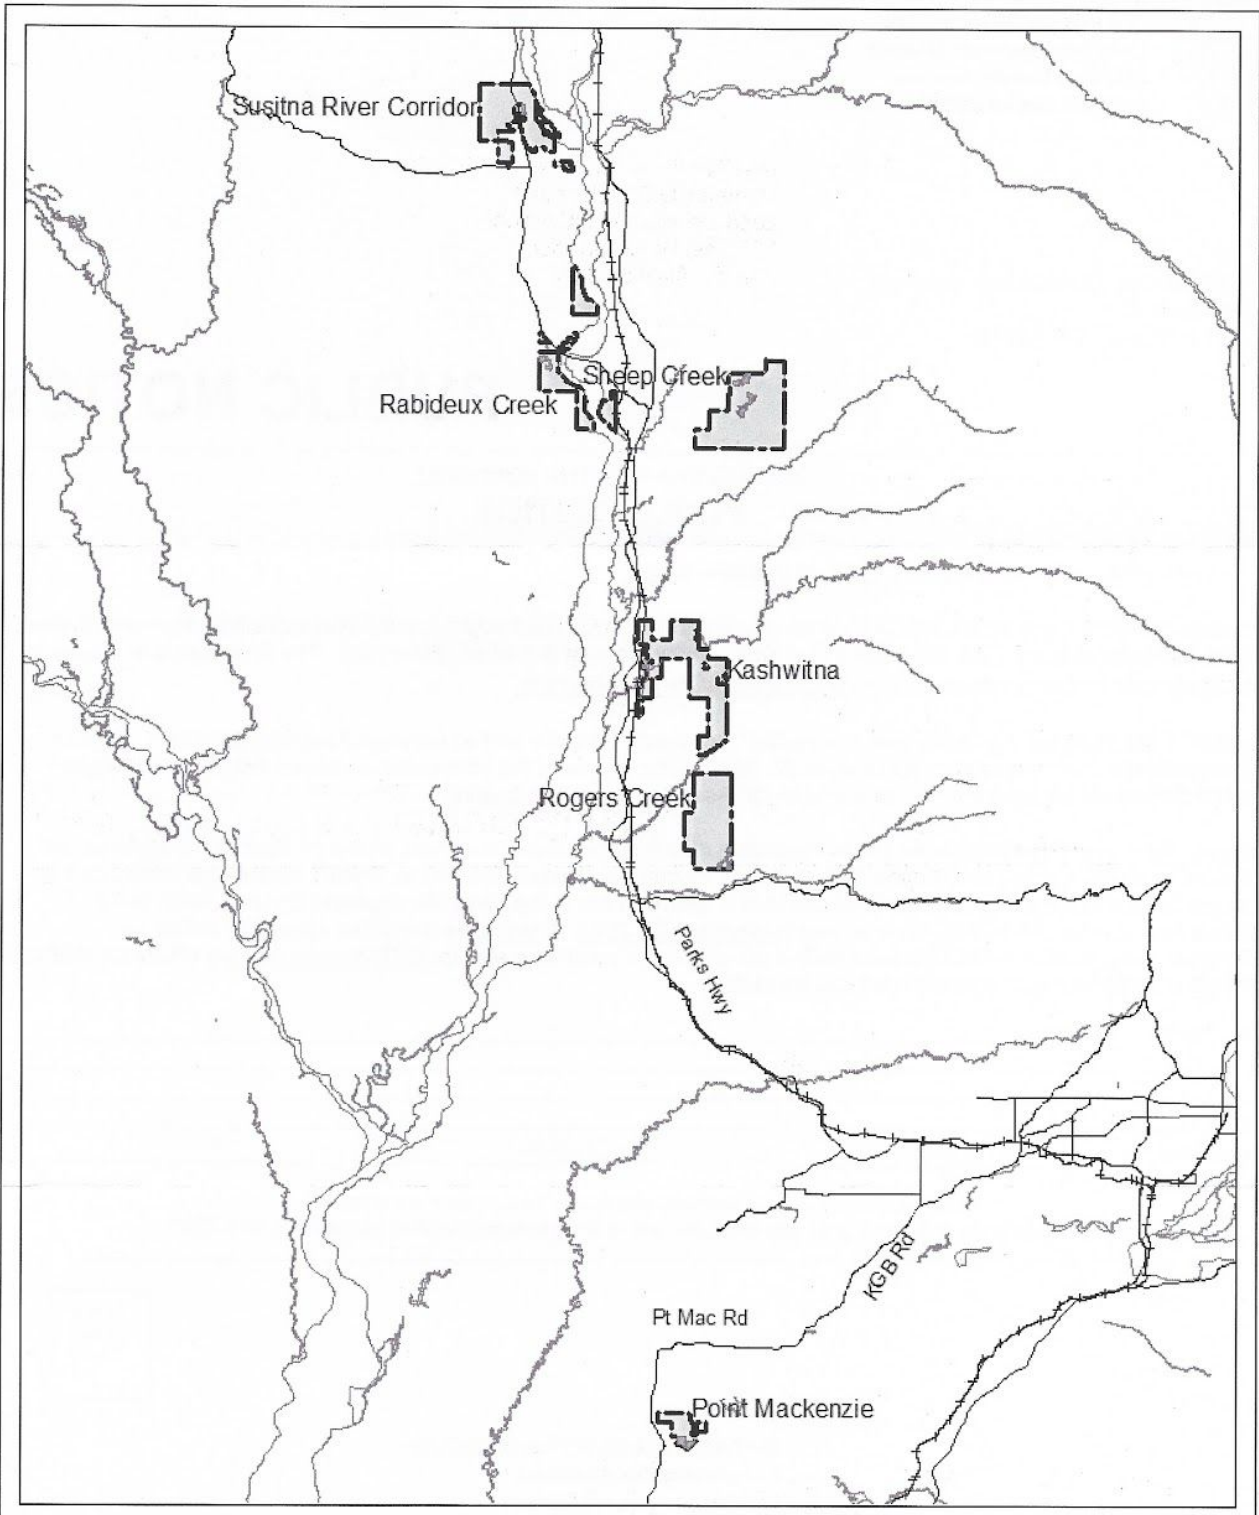 Susitna River Corridor
Sheep Creek
Rabideux Creek
Kashwitna
Rogers Creek
Parks Hwy
KGB Rd
Pt Mac Rd
Point Mackenzie